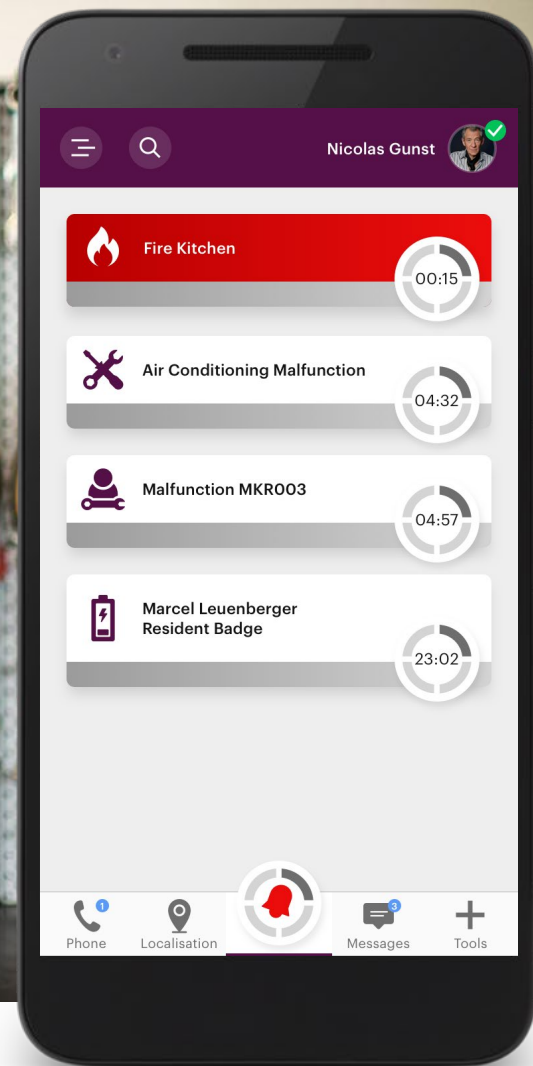 Nicolas Gunst
Fire Kitchen
00:15
Air Conditioning Malfunction
04:32
Malfunction MKR003
04:57
Marcel Leuenberger
Resident Badge
23:02
1
3
Phone
Localisation
Messages
Tools